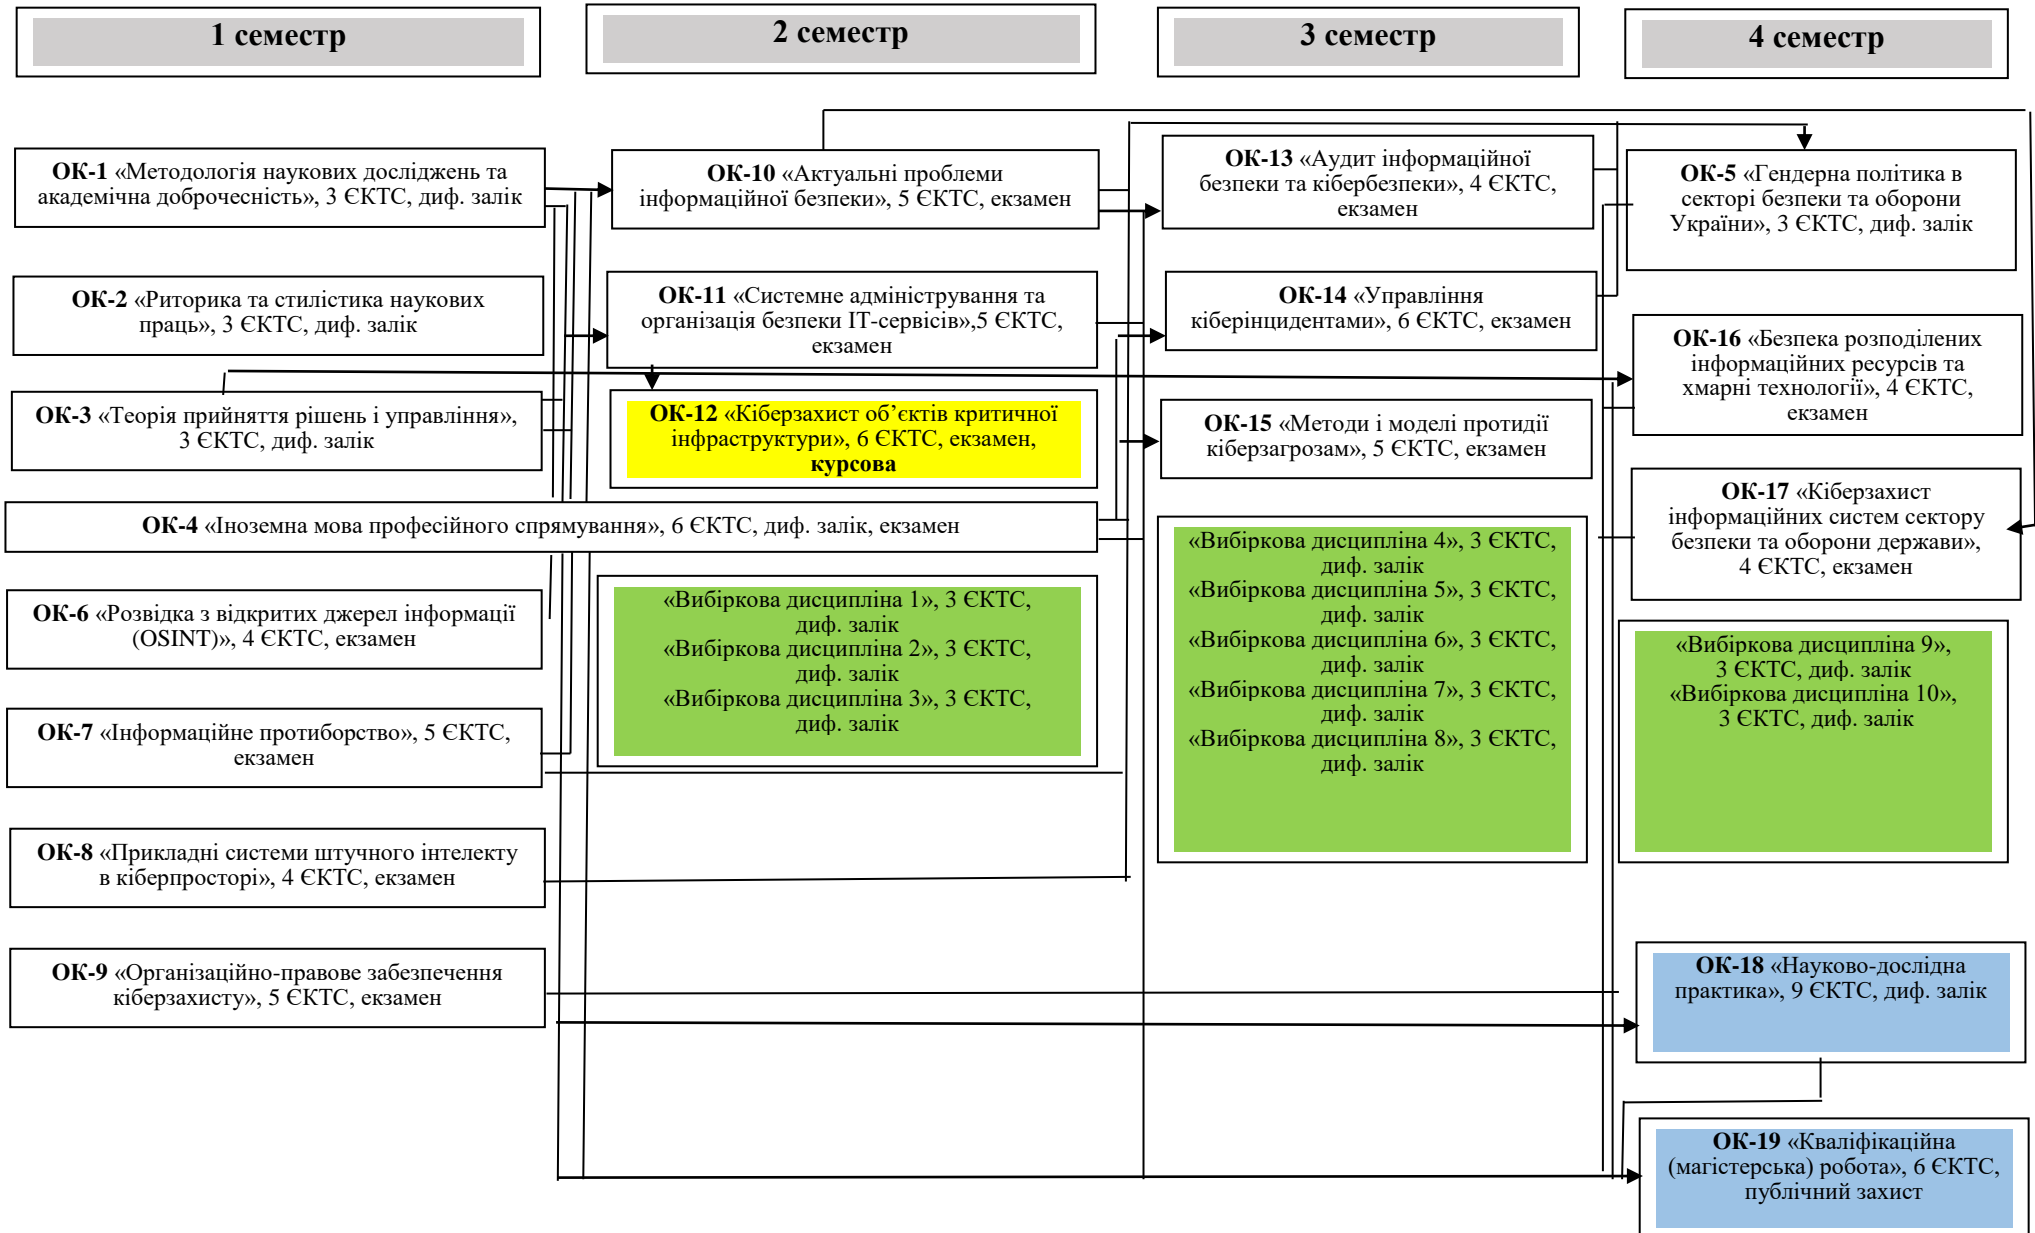 1 семестр
2 семестр
3 семестр
4 семестр
ОК-1 «Методологія наукових досліджень та
академічна доброчесність», 3 ЄКТС, диф. залік
ОК-2 «Риторика та стилістика наукових
праць», 3 ЄКТС, диф. залік
ОК-3 «Теорія прийняття рішень і управління»,
3 ЄКТС, диф. залік
ОК-4 «Іноземна мова професійного спрямування», 6 ЄКТС, диф. залік, екзамен
ОК-6 «Розвідка з відкритих джерел інформації
(OSINT)», 4 ЄКТС, екзамен
ОК-7 «Інформаційне протиборство», 5 ЄКТС,
екзамен
ОК-8 «Прикладні системи штучного інтелекту
в кіберпросторі», 4 ЄКТС, екзамен
ОК-9 «Організаційно-правове забезпечення
кіберзахисту», 5 ЄКТС, екзамен
ОК-10 «Актуальні проблеми
інформаційної безпеки», 5 ЄКТС, екзамен
ОК-11 «Системне адміністрування та
організація безпеки ІТ-сервісів»,5 ЄКТС,
екзамен
ОК-12 «Кіберзахист об’єктів критичної
інфраструктури», 6 ЄКТС, екзамен,
курсова
«Вибіркова дисципліна 1», 3 ЄКТС,
диф. залік
«Вибіркова дисципліна 2», 3 ЄКТС,
диф. залік
«Вибіркова дисципліна 3», 3 ЄКТС,
диф. залік
ОК-13 «Аудит інформаційної
безпеки та кібербезпеки», 4 ЄКТС,
екзамен
ОК-14 «Управління
кіберінцидентами», 6 ЄКТС, екзамен
ОК-15 «Методи і моделі протидії
кіберзагрозам», 5 ЄКТС, екзамен
«Вибіркова дисципліна 4», 3 ЄКТС,
диф. залік
«Вибіркова дисципліна 5», 3 ЄКТС,
диф. залік
«Вибіркова дисципліна 6», 3 ЄКТС,
диф. залік
«Вибіркова дисципліна 7», 3 ЄКТС,
диф. залік
«Вибіркова дисципліна 8», 3 ЄКТС,
диф. залік
ОК-5 «Гендерна політика в
секторі безпеки та оборони
України», 3 ЄКТС, диф. залік
ОК-16 «Безпека розподілених
інформаційних ресурсів та
хмарні технології», 4 ЄКТС,
екзамен
ОК-17 «Кіберзахист
інформаційних систем сектору
безпеки та оборони держави»,
4 ЄКТС, екзамен
«Вибіркова дисципліна 9»,
3 ЄКТС, диф. залік
«Вибіркова дисципліна 10»,
3 ЄКТС, диф. залік
ОК-18 «Науково-дослідна
практика», 9 ЄКТС, диф. залік
ОК-19 «Кваліфікаційна
(магістерська) робота», 6 ЄКТС,
публічний захист